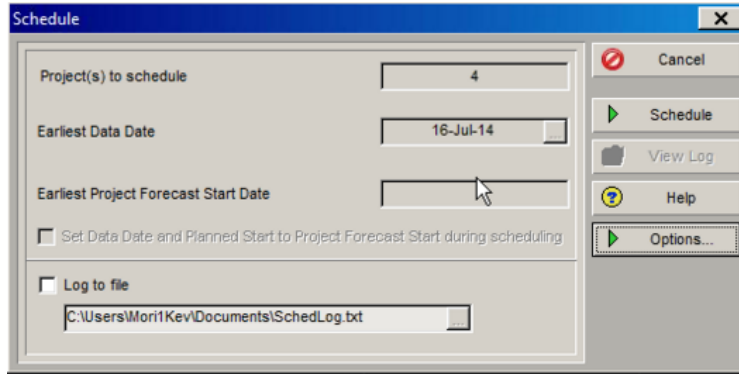 Schedule
Project(s) to schedule
4
Cancel
Earliest Data Date
16-Jul-14
...
Schedule
View Log
Earliest Project Forecast Start Date
Help
Set Data Date and Planned Start to Project Forecast Start during scheduling
Options...
Log to file
C:\Users\Mori1Kev\Documents\SchedLog.txt
...